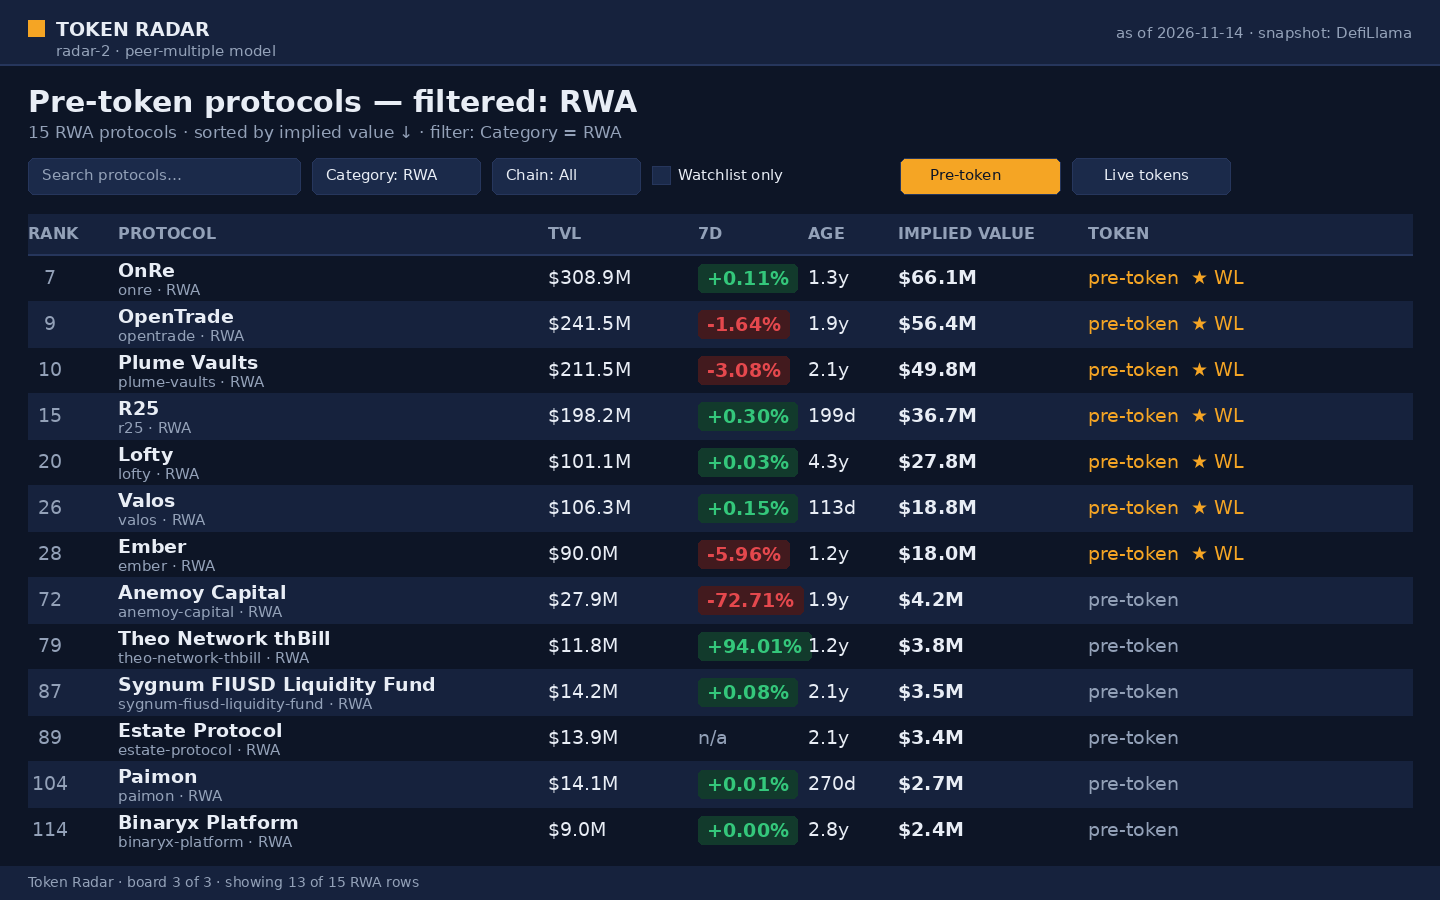 TOKEN RADAR
radar-2 · peer-multiple model
as of 2026-11-14 · snapshot: DefiLlama
Pre-token protocols — filtered: RWA
15 RWA protocols · sorted by implied value ↓ · filter: Category = RWA
Search protocols... Category: RWA Chain: All Watchlist only Pre-token Live tokens
RANK PROTOCOL TVL 7D AGE IMPLIED VALUE TOKEN
7 OnRe $308.9M +0.11% 1.3y $66.1M pre-token ★ WL
onre · RWA
9 OpenTrade $241.5M -1.64% 1.9y $56.4M pre-token ★ WL
opentrade · RWA
10 Plume Vaults $211.5M -3.08% 2.1y $49.8M pre-token ★ WL
plume-vaults · RWA
15 R25 $198.2M +0.30% 199d $36.7M pre-token ★ WL
r25 · RWA
20 Lofty $101.1M +0.03% 4.3y $27.8M pre-token ★ WL
lofty · RWA
26 Valos $106.3M +0.15% 113d $18.8M pre-token ★ WL
valos · RWA
28 Ember $90.0M -5.96% 1.2y $18.0M pre-token ★ WL
ember · RWA
72 Anemoy Capital $27.9M -72.71% 1.9y $4.2M pre-token
anemoy-capital · RWA
79 Theo Network thBill $11.8M +94.01% 1.2y $3.8M pre-token
theo-network-thbill · RWA
87 Sygnum FIUSD Liquidity Fund $14.2M +0.08% 2.1y $3.5M pre-token
sygnum-fiusd-liquidity-fund · RWA
89 Estate Protocol $13.9M n/a 2.1y $3.4M pre-token
estate-protocol · RWA
104 Paimon $14.1M +0.01% 270d $2.7M pre-token
paimon · RWA
114 Binaryx Platform $9.0M +0.00% 2.8y $2.4M pre-token
binaryx-platform · RWA
Token Radar · board 3 of 3 · showing 13 of 15 RWA rows